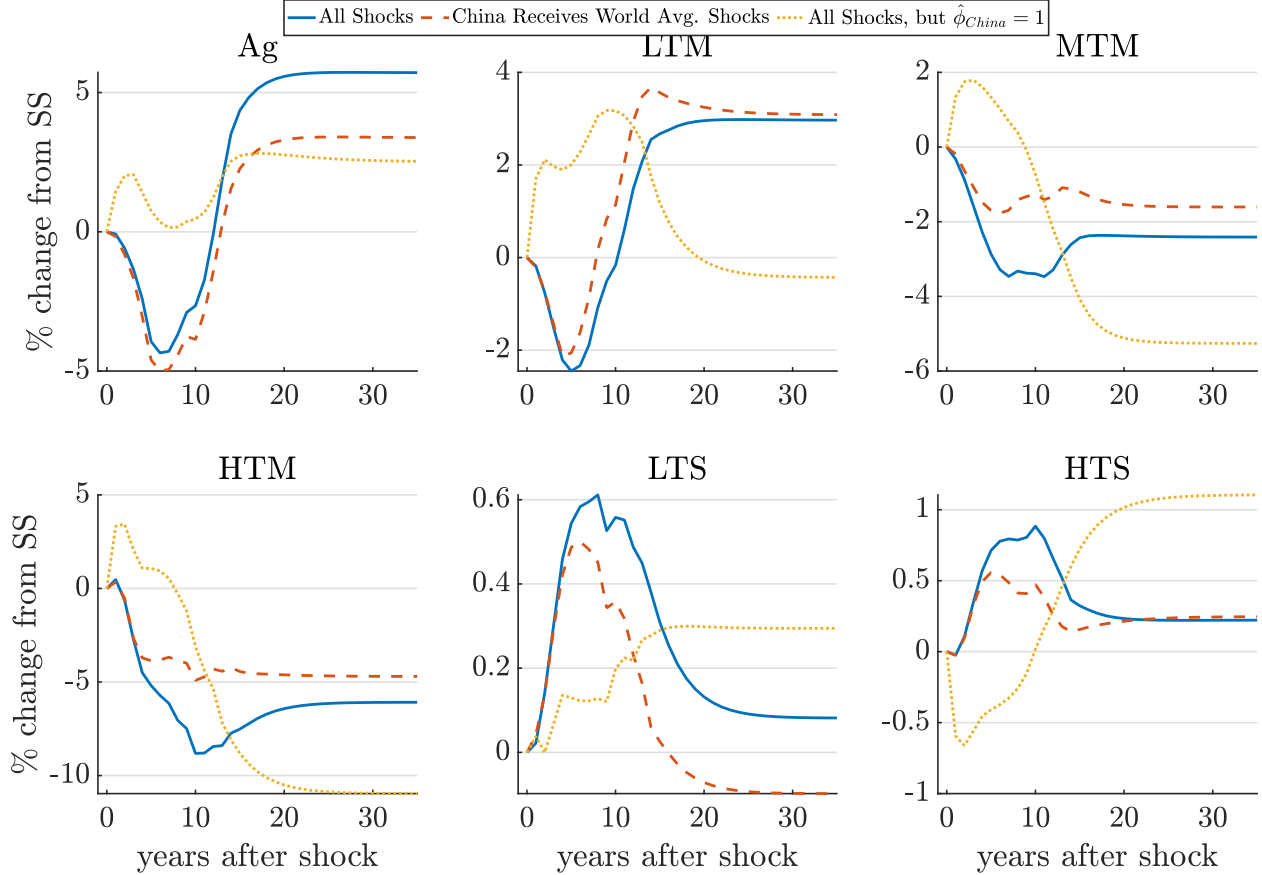 All Shocks China Receives World Avg. Shocks All Shocks, but $\hat{\phi}_{China} = 1$
Ag LTM MTM
% change from SS
5
0
-5
0 10 20 30
4
2
0
-2
0 10 20 30
2
0
-2
-4
-6
0 10 20 30
HTM LTS HTS
% change from SS
5
0
-5
-10
0 10 20 30
years after shock
0.6
0.4
0.2
0
0 10 20 30
years after shock
1
0.5
0
-0.5
-1
0 10 20 30
years after shock